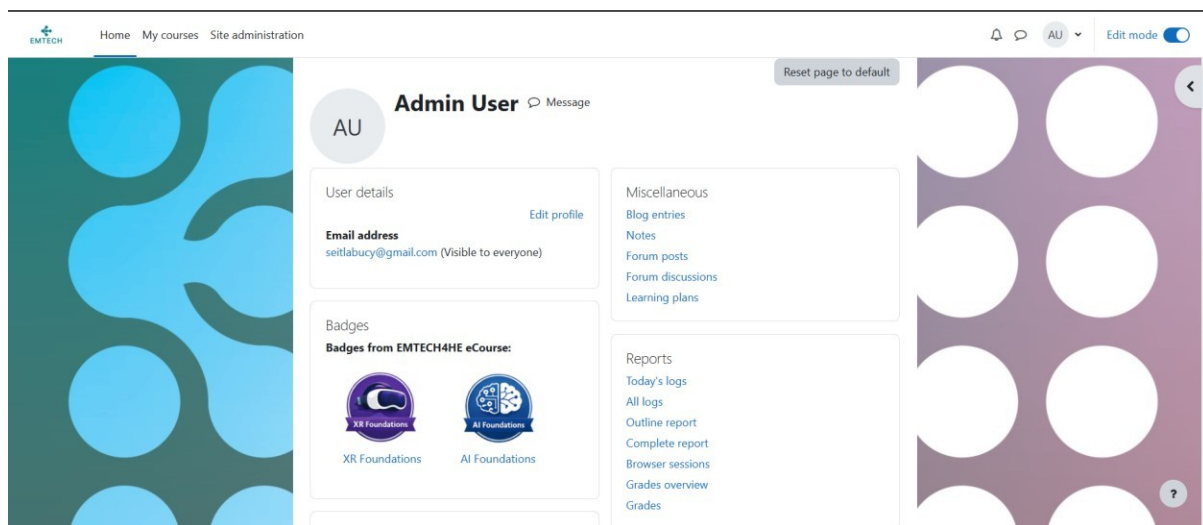 EMTECH
Home My courses Site administration
AU
Edit mode
Reset page to default
AU
Admin User Message
User details
Edit profile
Email address
seitlabucy@gmail.com (Visible to everyone)
Badges
Badges from EMTECH4HE eCourse:
XR Foundations
AI Foundations
XR Foundations
AI Foundations
Miscellaneous
Blog entries
Notes
Forum posts
Forum discussions
Learning plans
Reports
Today's logs
All logs
Outline report
Complete report
Browser sessions
Grades overview
Grades
?